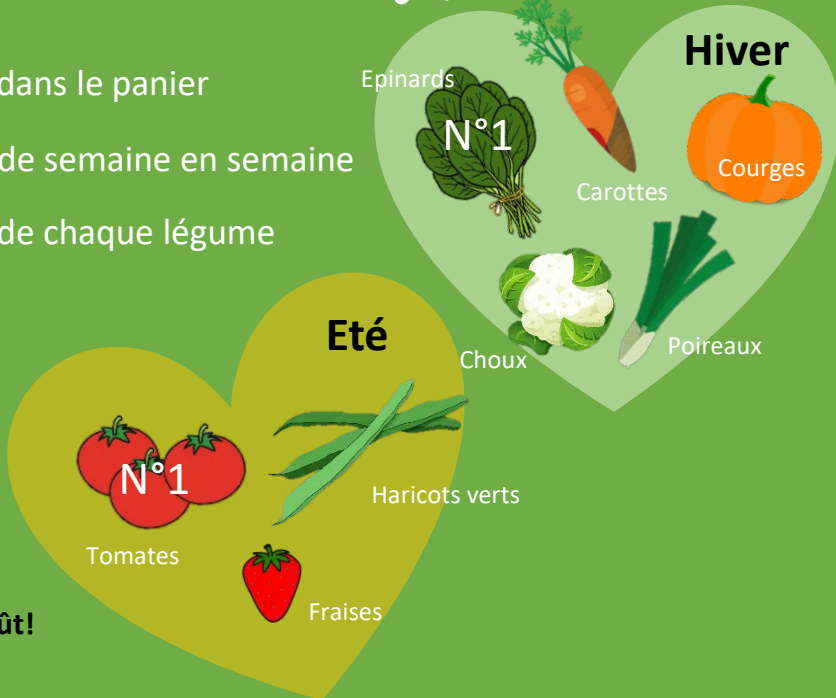 dans le panier
de semaine en semaine
de chaque légume
Hiver
Epinards
N°1
Carottes
Courges
Choux
Poireaux
Eté
N°1
Haricots verts
Tomates
Fraises